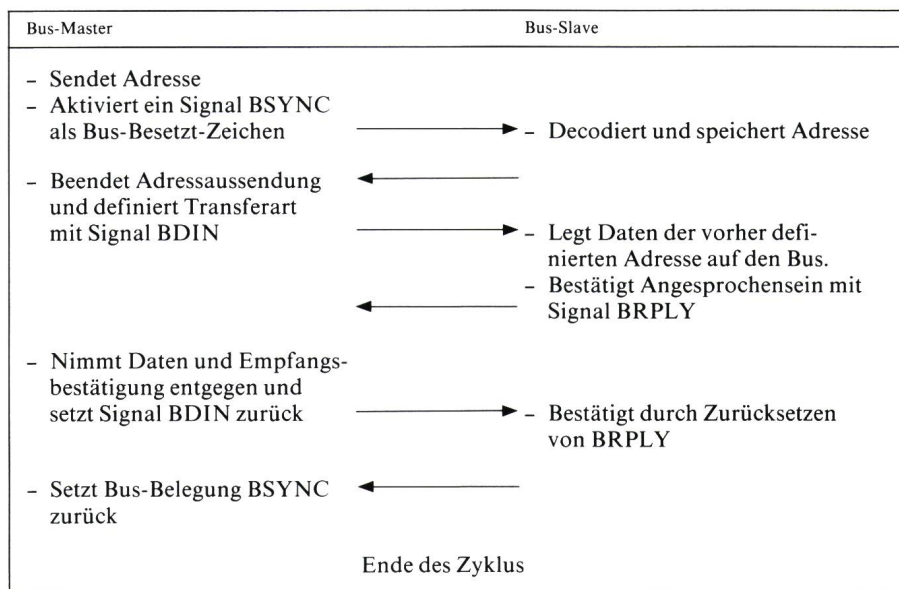 Bus-Master
Bus-Slave
– Sendet Adresse
– Aktiviert ein Signal BSYNC
als Bus-Besetzt-Zeichen
– Decodiert und speichert Adresse
– Beendet Adressaussendung
und definiert Transferart
mit Signal BDIN
– Legt Daten der vorher defi-
nierten Adresse auf den Bus.
– Bestätigt Angesprochensein mit
Signal BRPLY
– Nimmt Daten und Empfangs-
bestätigung entgegen und
setzt Signal BDIN zurück
– Bestätigt durch Zurücksetzen
von BRPLY
– Setzt Bus-Belegung BSYNC
zurück
Ende des Zyklus